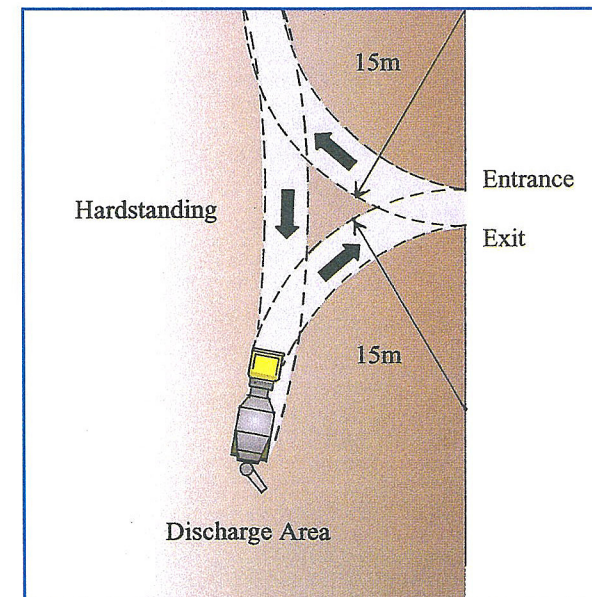 15m
Entrance
Hardstanding
Exit
15m
Discharge Area